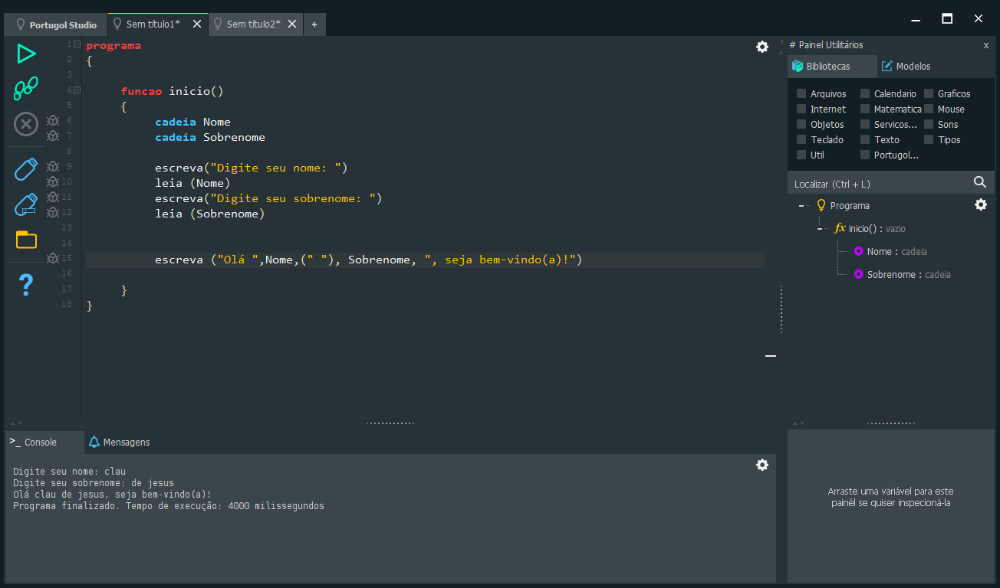 Portugol Studio
Sem título1*
Sem título2*
+
1 programa
2 {
3
4 funcao inicio()
5 {
6 cadeia Nome
7 cadeia Sobrenome
8
9 escreva("Digite seu nome: ")
10 leia (Nome)
11 escreva("Digite seu sobrenome: ")
12 leia (Sobrenome)
13
14
15 escreva ("Olá ",Nome,(" "), Sobrenome, ", seja bem-vindo(a)!")
16
17 }
18 }
# Painel Utilitários x
Bibliotecas Modelos
Arquivos Calendario Graficos
Internet Matematica Mouse
Objetos Servicos... Sons
Teclado Texto Tipos
Util Portugol...
Localizar (Ctrl + L)
Programa
fx inicio() : vazio
Nome : cadeia
Sobrenome : cadeia
>_ Console Mensagens
Digite seu nome: clau
Digite seu sobrenome: de jesus
Olá clau de jesus, seja bem-vindo(a)!
Programa finalizado. Tempo de execução: 4000 milissegundos
Arraste uma variável para este
painél se quiser inspecioná-la